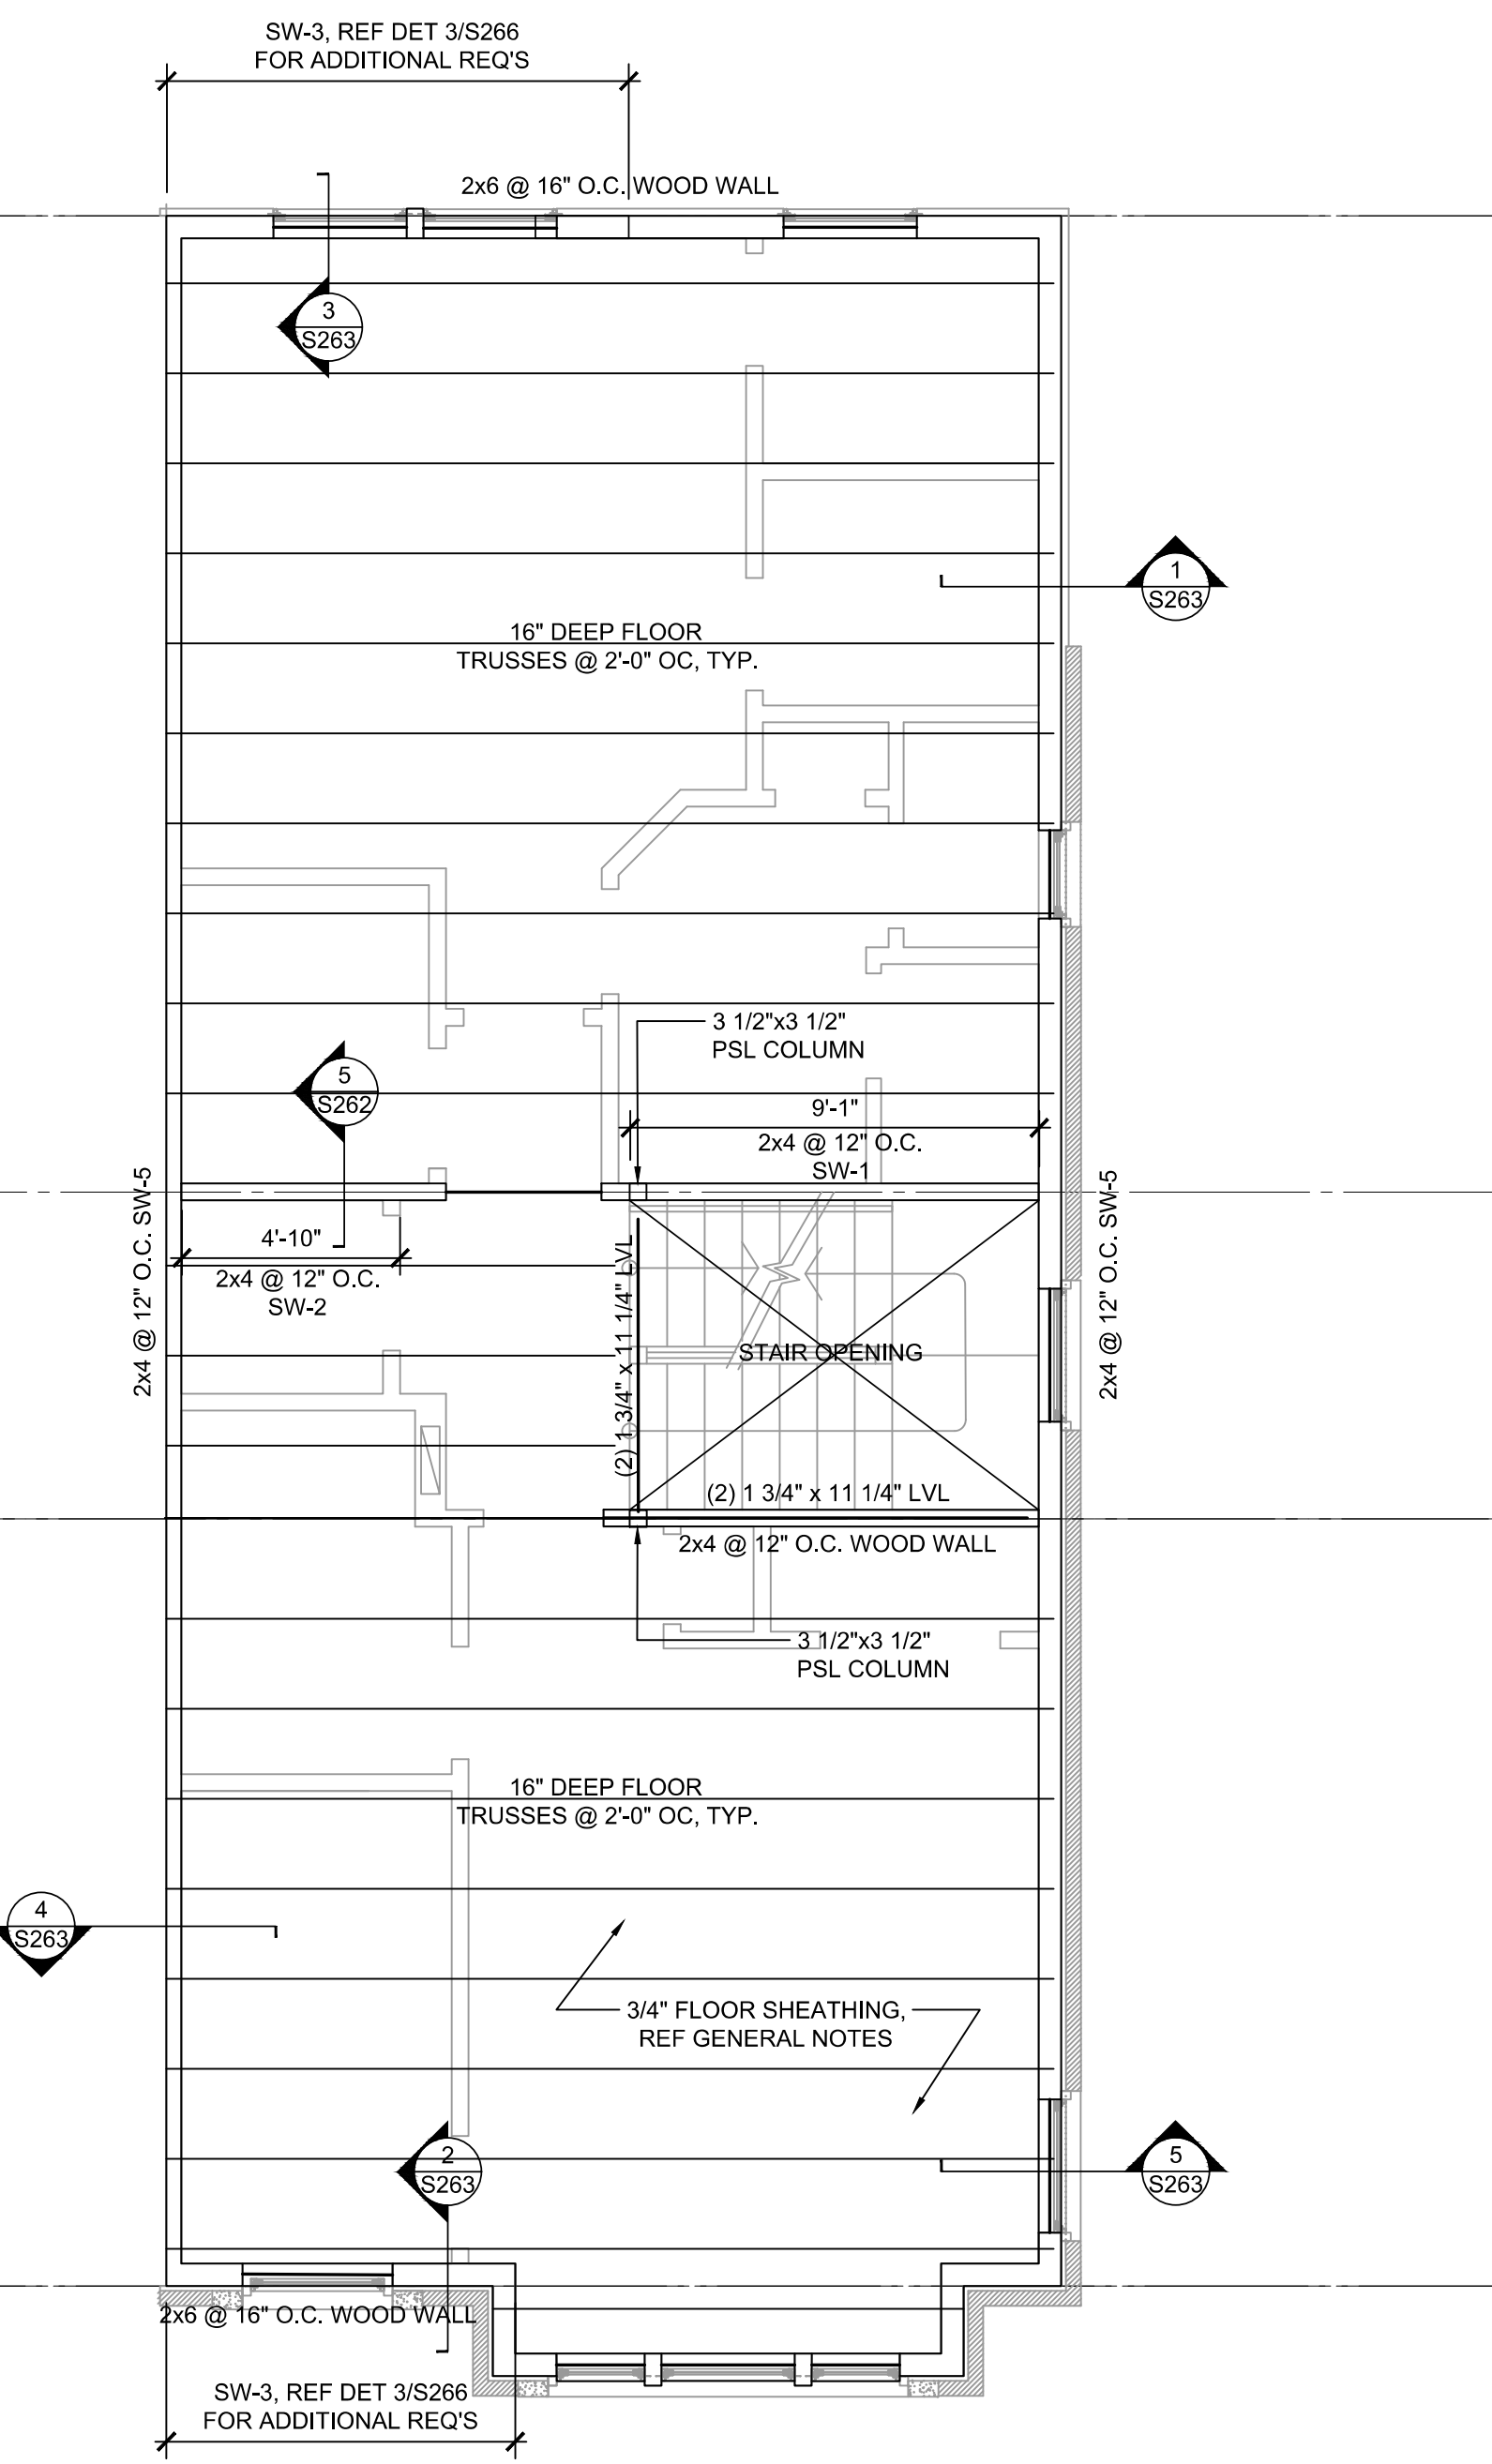 SW-3, REF DET 3/S266
FOR ADDITIONAL REQ'S
2x6 @ 16" O.C. WOOD WALL
3
S263
1
S263
16" DEEP FLOOR
TRUSSES @ 2'-0" OC, TYP.
3 1/2"x3 1/2"
PSL COLUMN
5
S262
9'-1"
2x4 @ 12" O.C.
SW-1
2x4 @ 12" O.C. SW-5
2x4 @ 12" O.C. SW-5
4'-10"
2x4 @ 12" O.C.
SW-2
(2) 1 3/4" x 11 1/4" LVL
STAIR OPENING
(2) 1 3/4" x 11 1/4" LVL
2x4 @ 12" O.C. WOOD WALL
3 1/2"x3 1/2"
PSL COLUMN
16" DEEP FLOOR
TRUSSES @ 2'-0" OC, TYP.
4
S263
3/4" FLOOR SHEATHING,
REF GENERAL NOTES
2
S263
5
S263
2x6 @ 16" O.C. WOOD WALL
SW-3, REF DET 3/S266
FOR ADDITIONAL REQ'S